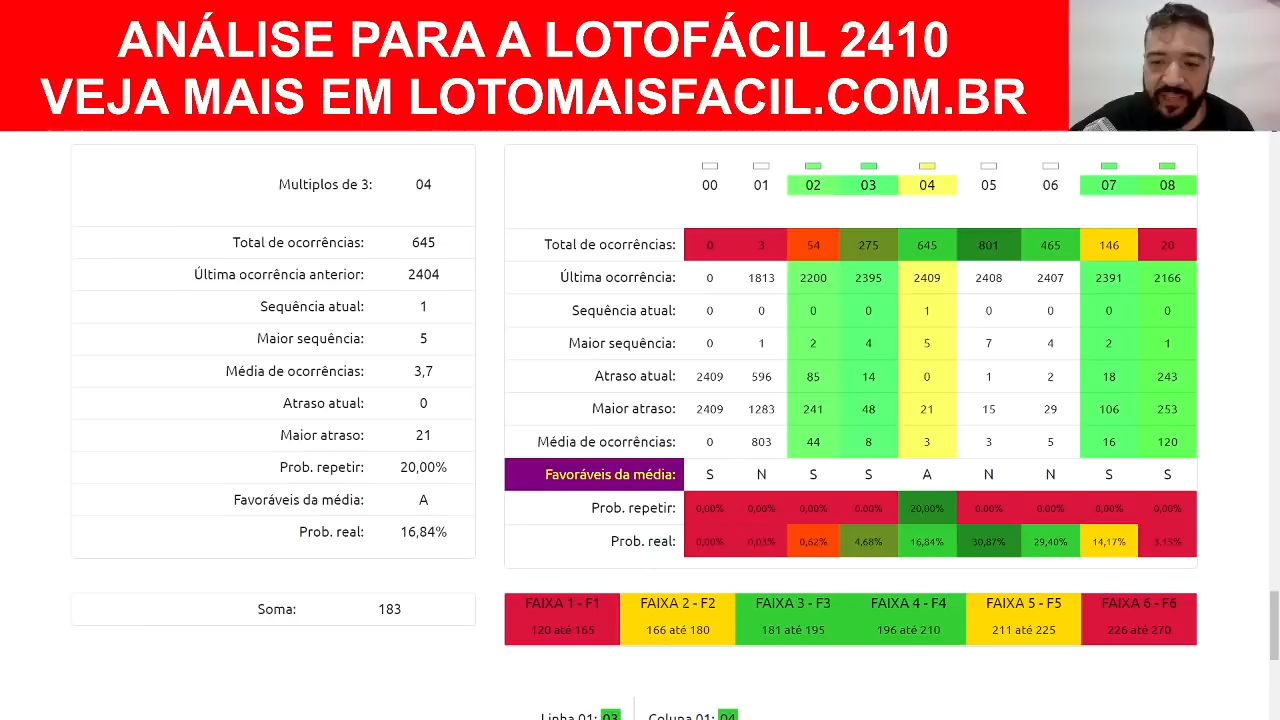 ANÁLISE PARA A LOTOFÁCIL 2410
VEJA MAIS EM LOTOMAISFACIL.COM.BR
Multiplos de 3: 04
Total de ocorrências: 645
Última ocorrência anterior: 2404
Sequência atual: 1
Maior sequência: 5
Média de ocorrências: 3,7
Atraso atual: 0
Maior atraso: 21
Prob. repetir: 20,00%
Favoráveis da média: A
Prob. real: 16,84%
00 01 02 03 04 05 06 07 08
Total de ocorrências: 0 3 54 275 645 801 465 146 20
Última ocorrência: 0 1813 2200 2395 2409 2408 2407 2391 2166
Sequência atual: 0 0 0 0 1 0 0 0 0
Maior sequência: 0 1 2 4 5 7 4 2 1
Atraso atual: 2409 596 85 14 0 1 2 18 243
Maior atraso: 2409 1283 241 48 21 15 29 106 253
Média de ocorrências: 0 803 44 8 3 3 5 16 120
Favoráveis da média: S N S S A N N S S
Prob. repetir: 0,00% 0,00% 0,00% 0,00% 20,00% 0,00% 0,00% 0,00% 0,00%
Prob. real: 0,00% 0,03% 0,62% 4,68% 16,84% 30,87% 29,40% 14,17% 3,15%
Soma: 183
FAIXA 1 - F1 FAIXA 2 - F2 FAIXA 3 - F3 FAIXA 4 - F4 FAIXA 5 - F5 FAIXA 6 - F6
120 até 165 166 até 180 181 até 195 196 até 210 211 até 225 226 até 270
Linha 01: 03 Coluna 01: 04